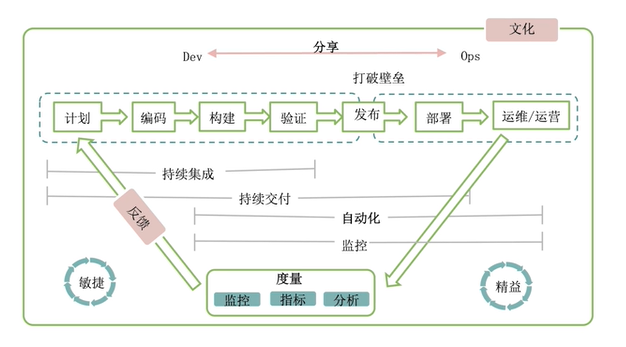 文化
分享
Dev
Ops
打破壁垒
计划
编码
构建
验证
发布
部署
运维/运营
持续集成
持续交付
反馈
自动化
监控
敏捷
度量
监控
指标
分析
精益